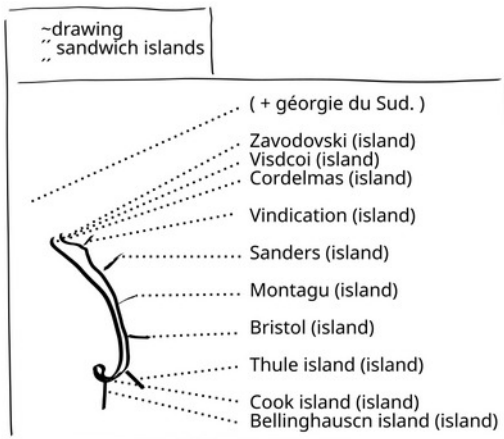 ~drawing
״ sandwich islands
״
( + géorgie du Sud. )
Zavodovski (island)
Visdcoi (island)
Cordelmas (island)
Vindication (island)
Sanders (island)
Montagu (island)
Bristol (island)
Thule island (island)
Cook island (island)
Bellinghauscn island (island)